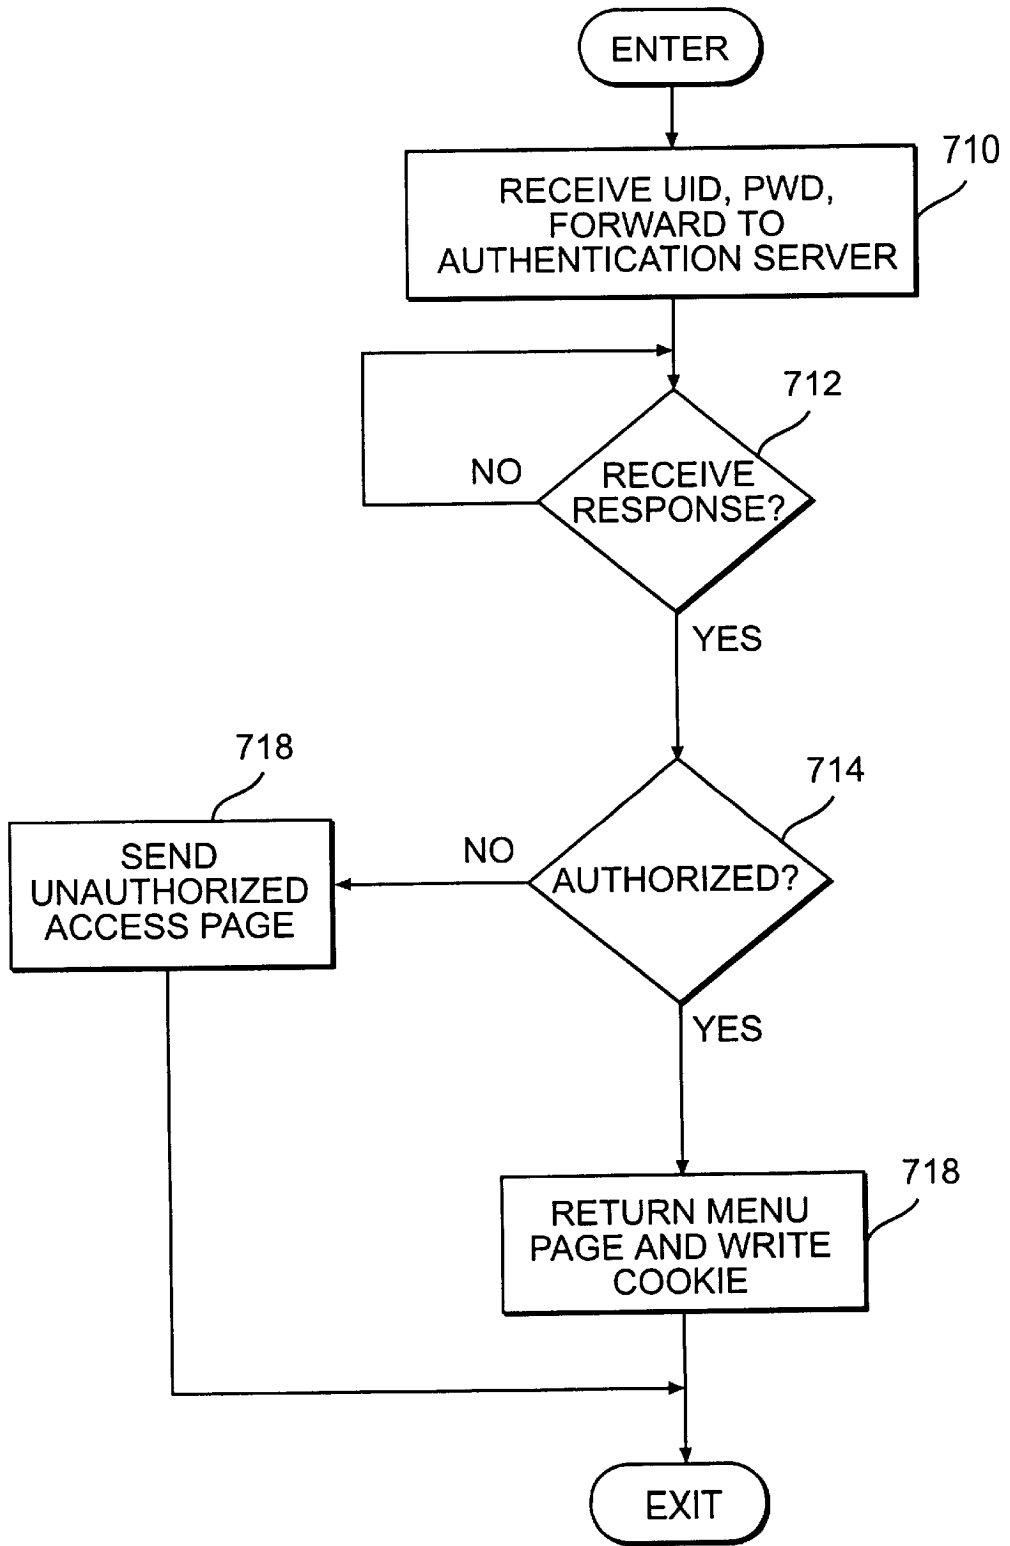 ENTER
710
RECEIVE UID, PWD,
FORWARD TO
AUTHENTICATION SERVER
712
NO
RECEIVE
RESPONSE?
YES
718
714
SEND
UNAUTHORIZED
ACCESS PAGE
NO
AUTHORIZED?
YES
718
RETURN MENU
PAGE AND WRITE
COOKIE
EXIT